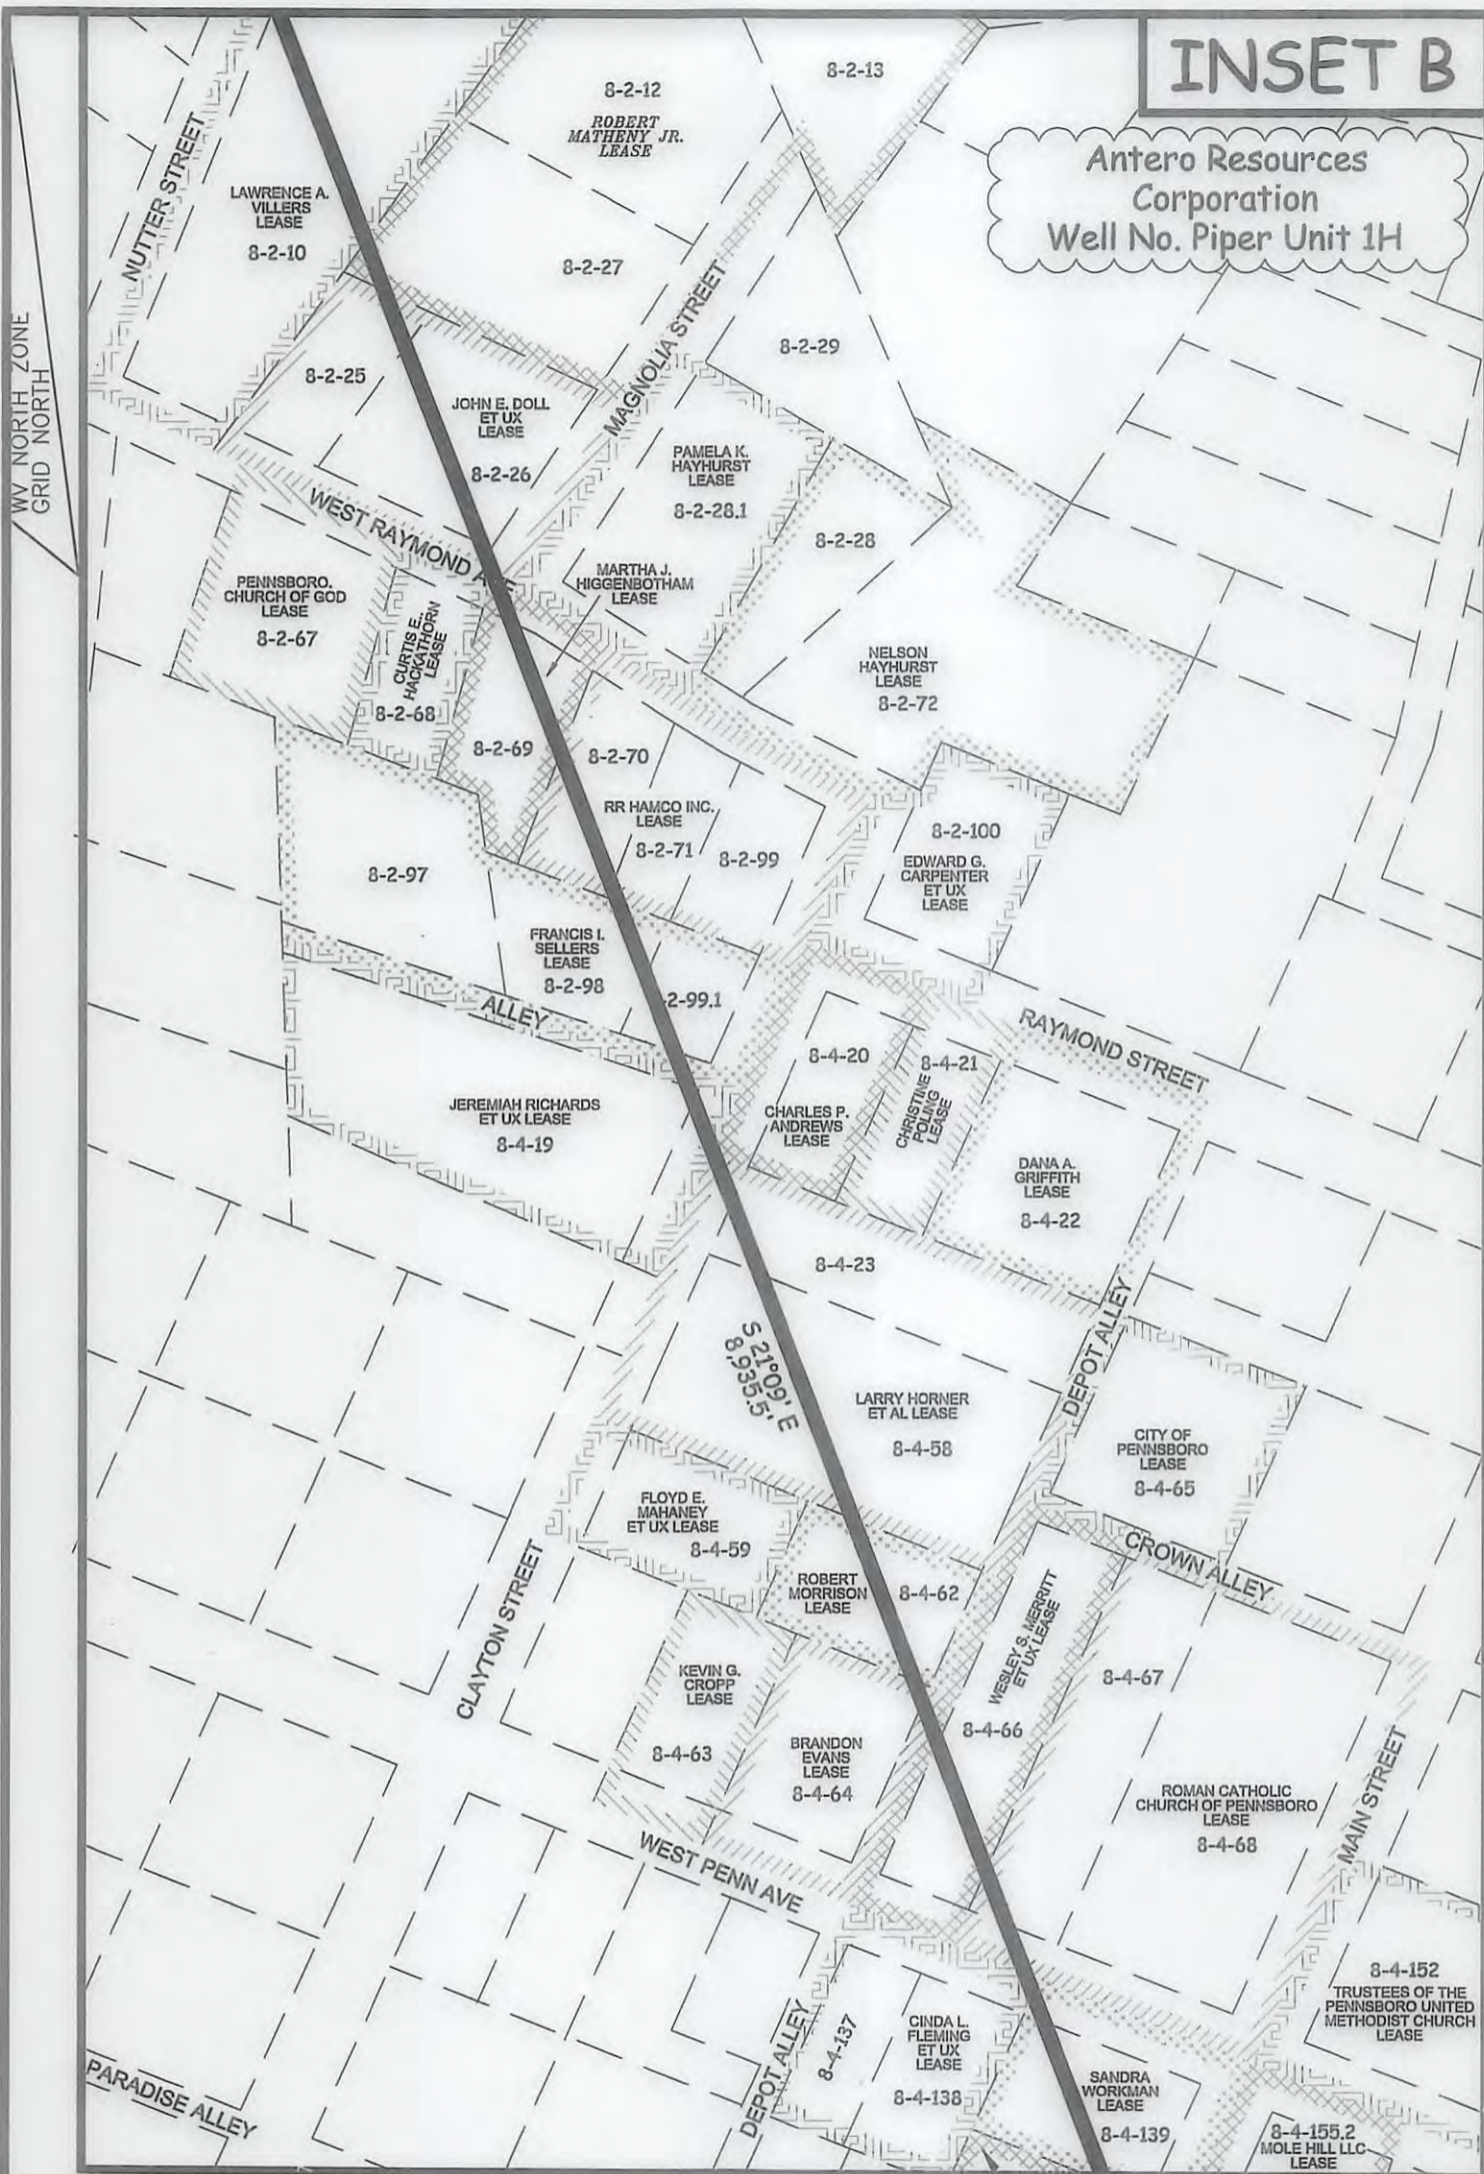 INSET B
Antero Resources
Corporation
Well No. Piper Unit 1H
WV NORTH ZONE
GRID NORTH
8-2-13
8-2-12
ROBERT
MATHENY JR.
LEASE
NUTTER STREET
LAWRENCE A.
VILLERS
LEASE
8-2-10
8-2-27
MAGNOLIA STREET
8-2-29
8-2-25
JOHN E. DOLL
ET UX
LEASE
8-2-26
PAMELA K.
HAYHURST
LEASE
8-2-28.1
8-2-28
WEST RAYMOND AVE
MARTHA J.
HIGGENBOTHAM
LEASE
PENNSBORO.
CHURCH OF GOD
LEASE
8-2-67
CURTIS E..
HACKATHORN
LEASE
8-2-68
NELSON
HAYHURST
LEASE
8-2-72
8-2-69
8-2-70
RR HAMCO INC.
LEASE
8-2-71
8-2-99
8-2-100
EDWARD G.
CARPENTER
ET UX
LEASE
8-2-97
FRANCIS I.
SELLERS
LEASE
8-2-98
-2-99.1
ALLEY
RAYMOND STREET
8-4-20
8-4-21
CHARLES P.
ANDREWS
LEASE
CHRISTINE
POLING
LEASE
JEREMIAH RICHARDS
ET UX LEASE
8-4-19
DANA A.
GRIFFITH
LEASE
8-4-22
8-4-23
S 21°09' E
8,935.5'
DEPOT ALLEY
LARRY HORNER
ET AL LEASE
8-4-58
CITY OF
PENNSBORO
LEASE
8-4-65
FLOYD E.
MAHANEY
ET UX LEASE
8-4-59
CROWN ALLEY
CLAYTON STREET
ROBERT
MORRISON
LEASE
8-4-62
WESLEY S. MERRITT
ET UX LEASE
8-4-66
8-4-67
KEVIN G.
CROPP
LEASE
8-4-63
BRANDON
EVANS
LEASE
8-4-64
ROMAN CATHOLIC
CHURCH OF PENNSBORO
LEASE
8-4-68
MAIN STREET
WEST PENN AVE
8-4-152
TRUSTEES OF THE
PENNSBORO UNITED
METHODIST CHURCH
LEASE
DEPOT ALLEY
8-4-137
CINDA L.
FLEMING
ET UX
LEASE
8-4-138
SANDRA
WORKMAN
LEASE
8-4-139
8-4-155.2
MOLE HILL LLC
LEASE
PARADISE ALLEY